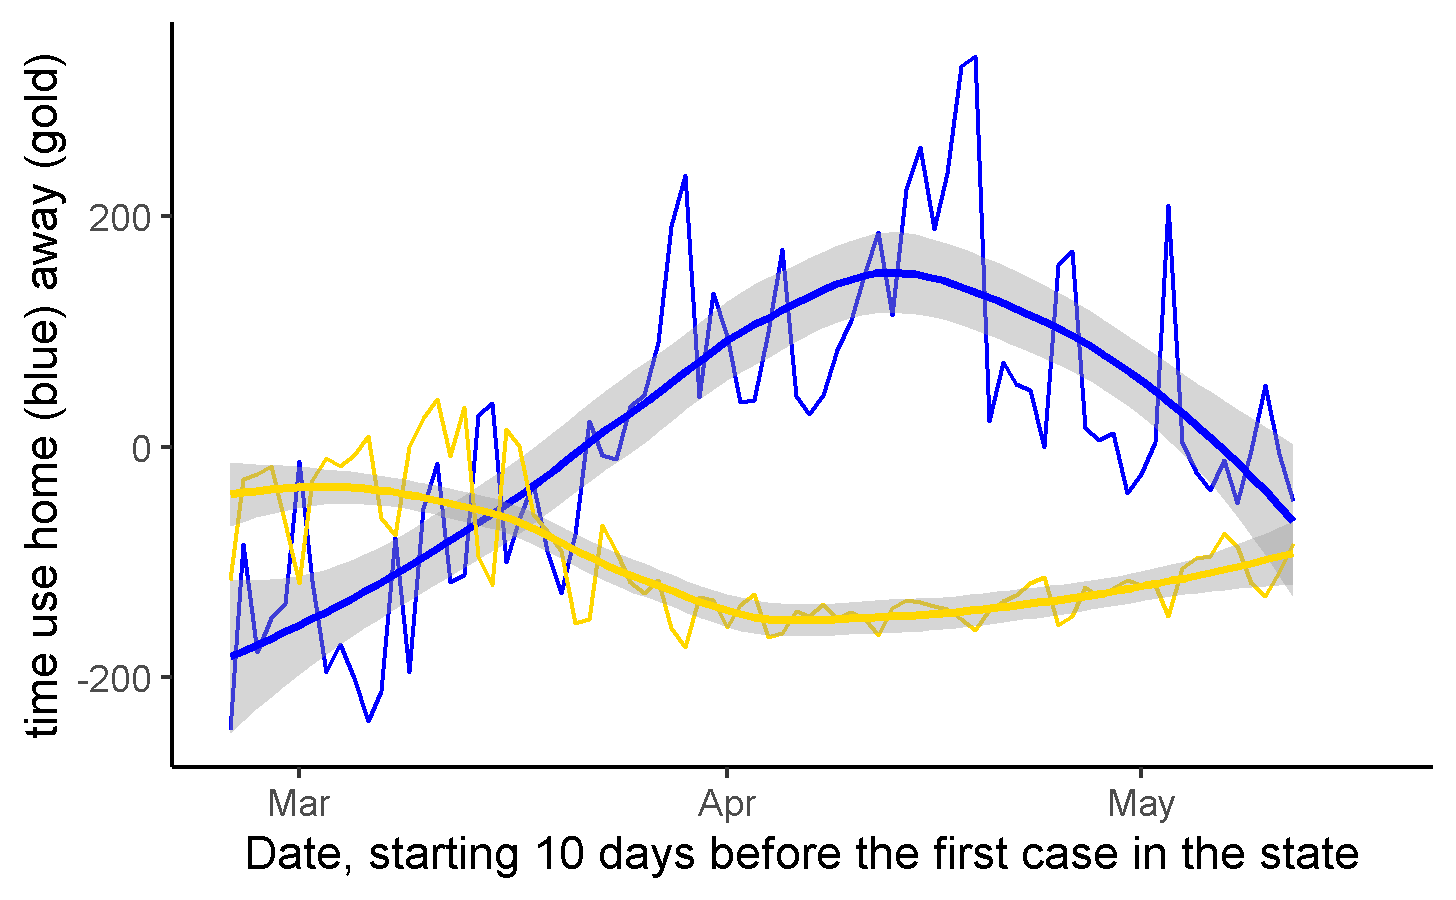 time use home (blue) away (gold)
200
0
-200
Mar
Apr
May
Date, starting 10 days before the first case in the state